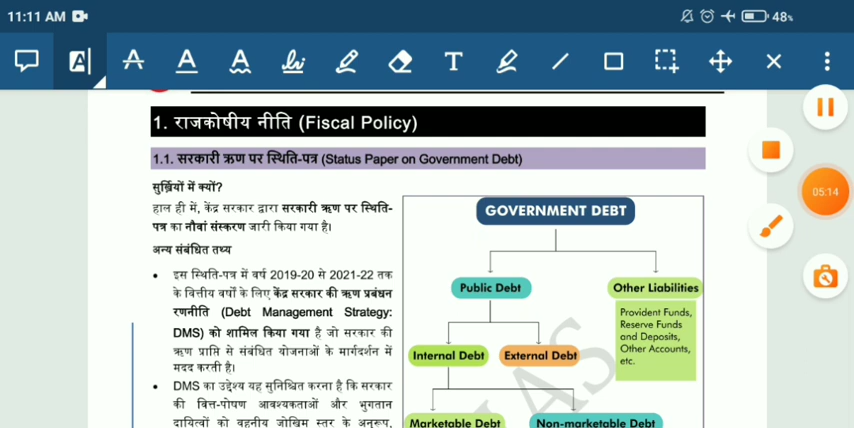 11:11 AM
48%
T
1. राजकोषीय नीति (Fiscal Policy)
05:14
1.1. सरकारी ऋण पर स्थिति-पत्र (Status Paper on Government Debt)
सुर्ख़ियों में क्यों?
हाल ही में, केंद्र सरकार द्वारा सरकारी ऋण पर स्थिति-
पत्र का नौवां संस्करण जारी किया गया है।
अन्य संबंधित तथ्य
• इस स्थिति-पत्र में वर्ष 2019-20 से 2021-22 तक
के वित्तीय वर्षों के लिए केंद्र सरकार की ऋण प्रबंधन
रणनीति (Debt Management Strategy:
DMS) को शामिल किया गया है जो सरकार की
ऋण प्राप्ति से संबंधित योजनाओं के मार्गदर्शन में
मदद करती है।
• DMS का उद्देश्य यह सुनिश्चित करना है कि सरकार
की वित्त-पोषण आवश्यकताओं और भुगतान
दायित्वों को वहनीय जोखिम स्तर के अनुरूप,
GOVERNMENT DEBT
Public Debt
Other Liabilities
Provident Funds,
Reserve Funds
and Deposits,
Other Accounts,
etc.
Internal Debt
External Debt
Marketable Debt
Non-marketable Debt